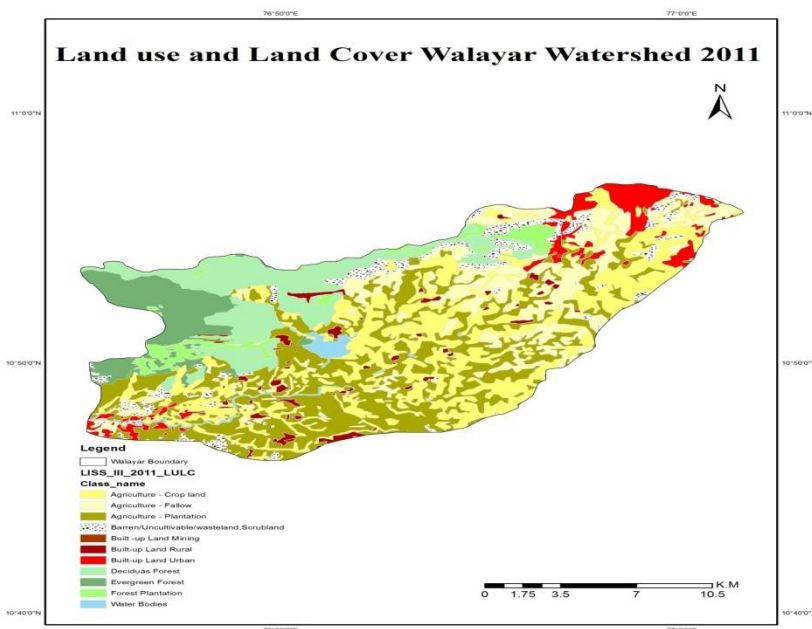 76°50'0"E
77°0'0"E
Land use and Land Cover Walayar Watershed 2011
N
11°0'0"N
11°0'0"N
10°50'0"N
10°50'0"N
Legend
Walayar Boundary
LISS_III_2011_LULC
Class_name
Agriculture - Crop land
Agriculture - Fallow
Agriculture - Plantation
Barren/Uncultivable/wasteland,Scrubland
Built -up Land Mining
Built-up Land Rural
Built-up Land Urban
Deciduas Forest
Evergreen Forest
Forest Plantation
Water Bodies
K.M
0 1.75 3.5 7 10.5
10°40'0"N
10°40'0"N